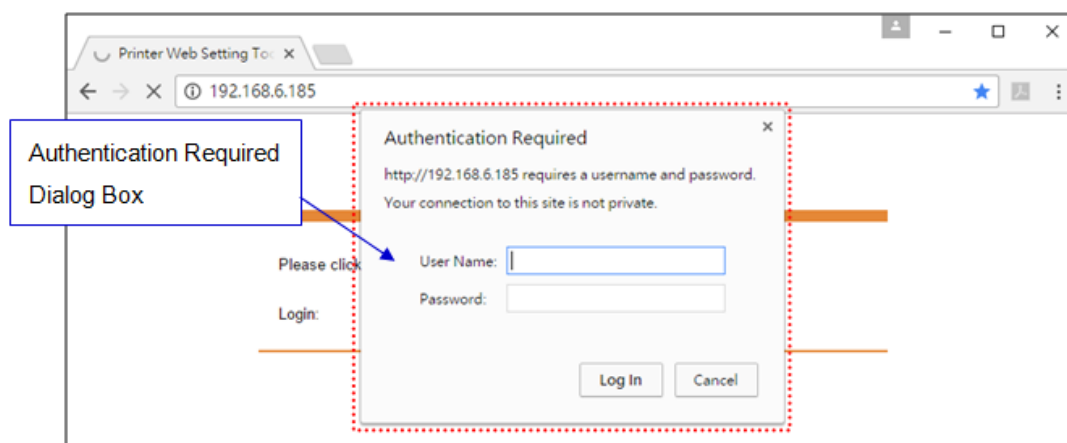 Printer Web Setting Too
192.168.6.185
Authentication Required
Dialog Box
Authentication Required
http://192.168.6.185 requires a username and password.
Your connection to this site is not private.
Please click
User Name:
Password:
Login:
Log In
Cancel